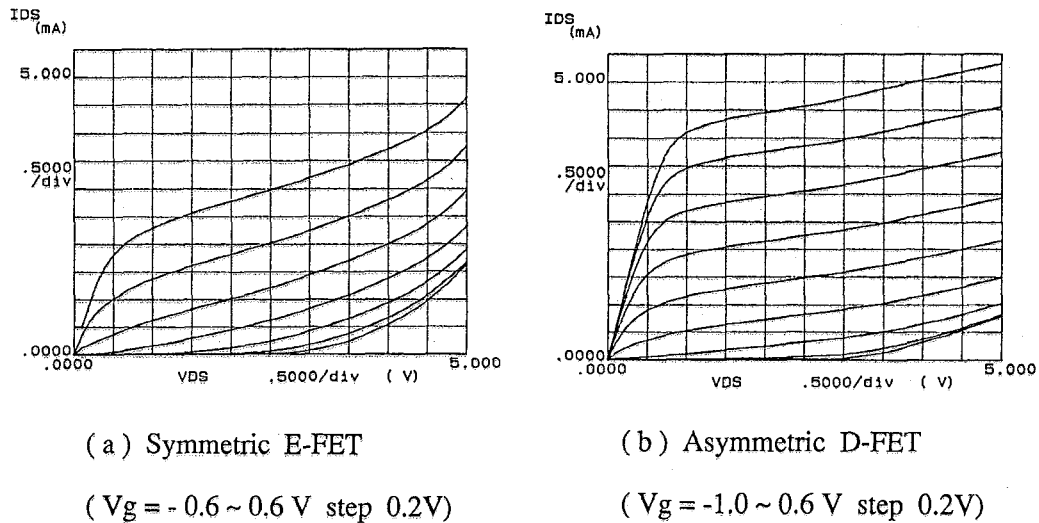 IDS
(mA)
5.000
.5000
/div
.0000
.0000
VDS
.5000/div
( V)
5.000
( a ) Symmetric E-FET
( Vg = - 0.6 ~ 0.6 V step 0.2V)
IDS
(mA)
5.000
.5000
/div
.0000
.0000
VDS
.5000/div
( V)
5.000
( b ) Asymmetric D-FET
( Vg = -1.0 ~ 0.6 V step 0.2V)